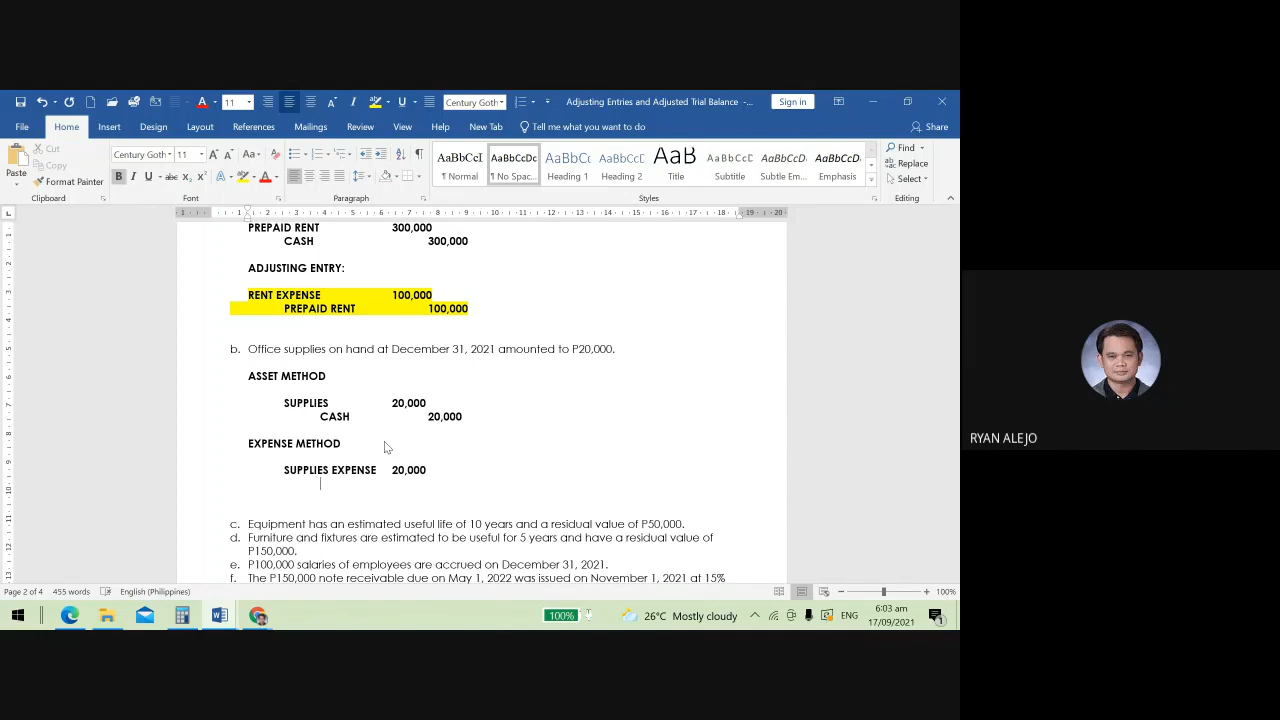 11
Century Goth
Adjusting Entries and Adjusted Trial Balance -...
Sign in
File Home Insert Design Layout References Mailings Review View Help New Tab Tell me what you want to do
Share
Paste
Cut
Copy
Format Painter
Century Goth 11
AaBbCcI AaBbCcDc AaBbCc AaBbCcD AaB AaBbCcD AaBbCcD AaBbCcD
¶ Normal ¶ No Spac... Heading 1 Heading 2 Title Subtitle Subtle Em... Emphasis
Find
Replace
Select
Clipboard Font Paragraph Styles Editing
PREPAID RENT 300,000
CASH 300,000
ADJUSTING ENTRY:
RENT EXPENSE 100,000
PREPAID RENT 100,000
b. Office supplies on hand at December 31, 2021 amounted to P20,000.
ASSET METHOD
SUPPLIES 20,000
CASH 20,000
EXPENSE METHOD
SUPPLIES EXPENSE 20,000
c. Equipment has an estimated useful life of 10 years and a residual value of P50,000.
d. Furniture and fixtures are estimated to be useful for 5 years and have a residual value of
P150,000.
e. P100,000 salaries of employees are accrued on December 31, 2021.
f. The P150,000 note receivable due on May 1, 2022 was issued on November 1, 2021 at 15%
Page 2 of 4 455 words English (Philippines)
100%
100%
26°C Mostly cloudy
ENG
6:03 am
17/09/2021
RYAN ALEJO